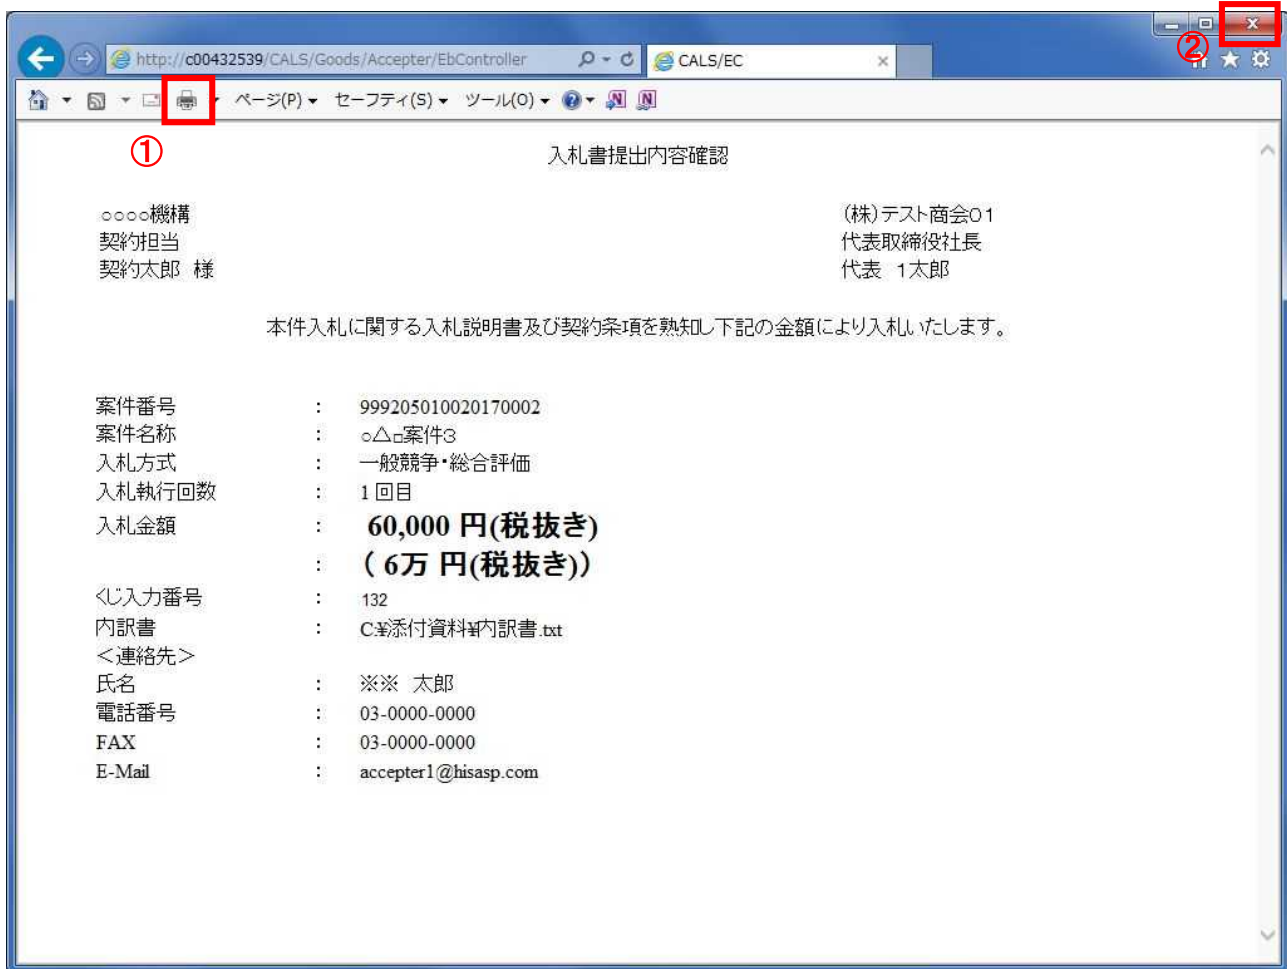 ②
http://c00432539/CALS/Goods/Accepter/EbController
CALS/EC
ページ(P) セーフティ(S) ツール(O)
①
入札書提出内容確認
○○○○機構 (株)テスト商会01
契約担当 代表取締役社長
契約太郎 様 代表 1太郎
本件入札に関する入札説明書及び契約条項を熟知し下記の金額により入札いたします。
案件番号 : 999205010020170002
案件名称 : ○△□案件3
入札方式 : 一般競争・総合評価
入札執行回数 : 1回目
入札金額 : 60,000 円(税抜き)
: ( 6万 円(税抜き))
くじ入力番号 : 132
内訳書 : C:¥添付資料¥内訳書.txt
<連絡先>
氏名 : ※※ 太郎
電話番号 : 03-0000-0000
FAX : 03-0000-0000
E-Mail : accepter1@hisasp.com